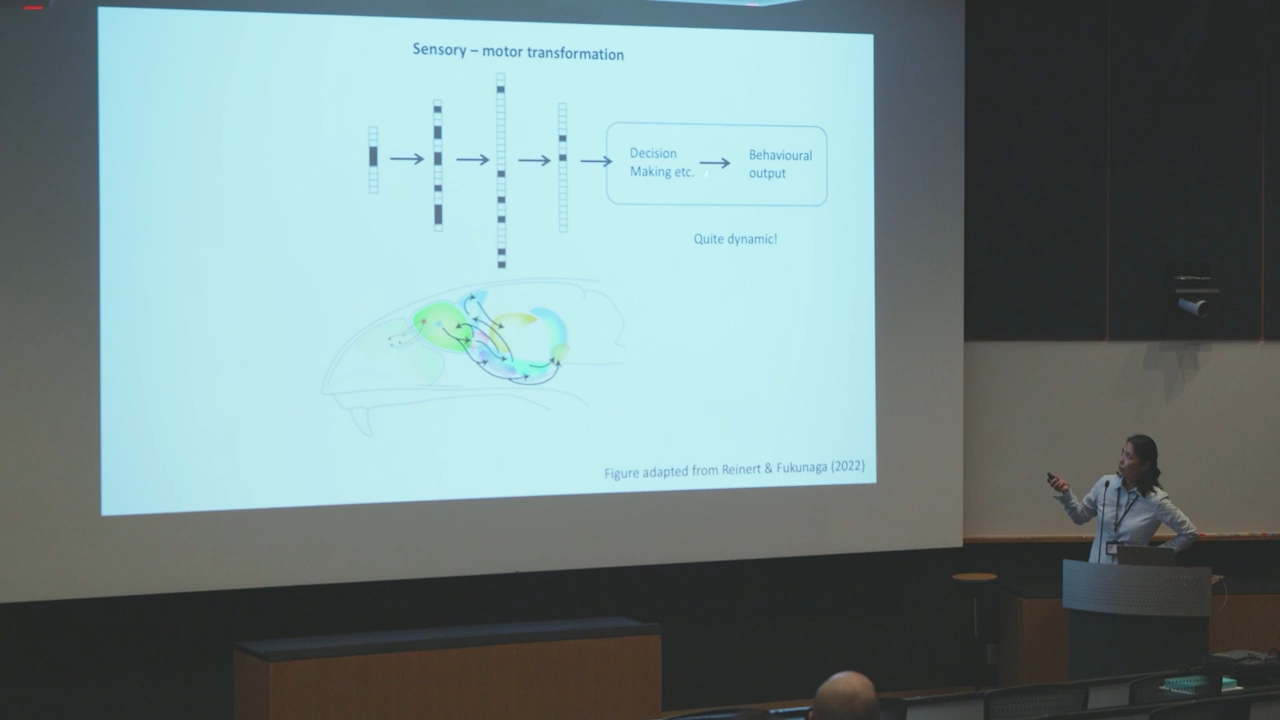 Sensory – motor transformation
Decision
Making etc.
Behavioural
output
Quite dynamic!
Figure adapted from Reinert & Fukunaga (2022)